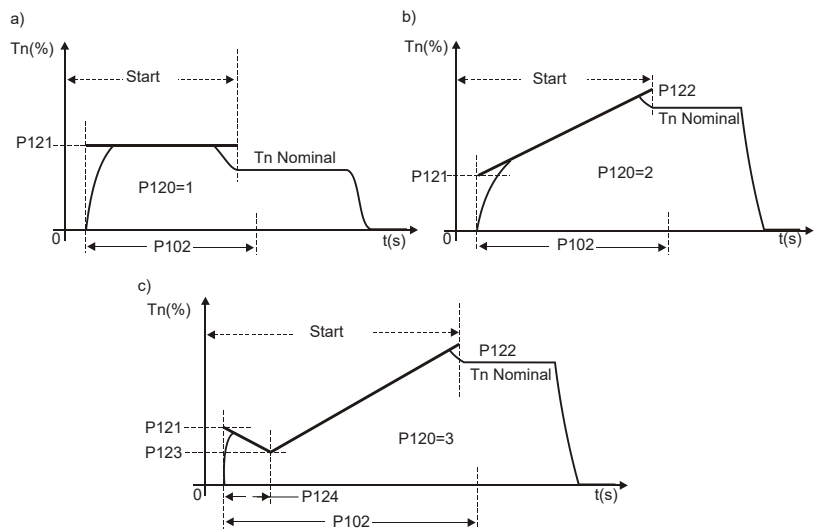 a)
Tn(%)
Start
P121
Tn Nominal
P120=1
0
P102
t(s)
b)
Tn(%)
Start
P122
Tn Nominal
P121
P120=2
0
P102
t(s)
c)
Tn(%)
Start
P122
Tn Nominal
P121
P120=3
P123
0
P124
t(s)
P102